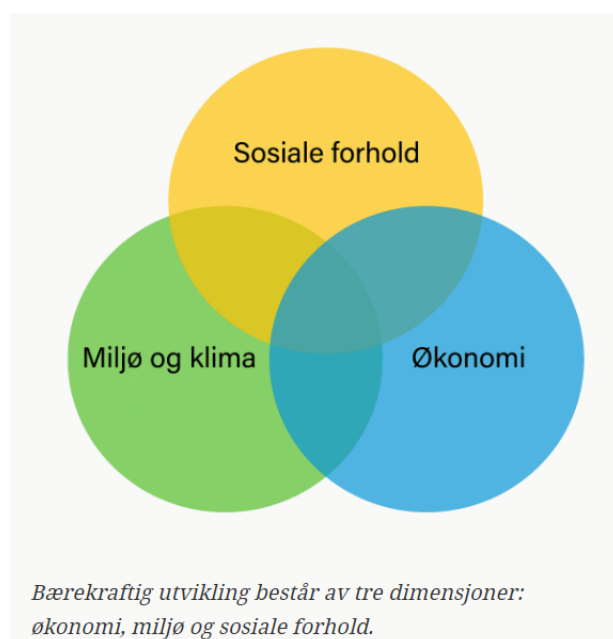 Sosiale forhold
Miljø og klima
Økonomi
Bærekraftig utvikling består av tre dimensjoner:
økonomi, miljø og sosiale forhold.